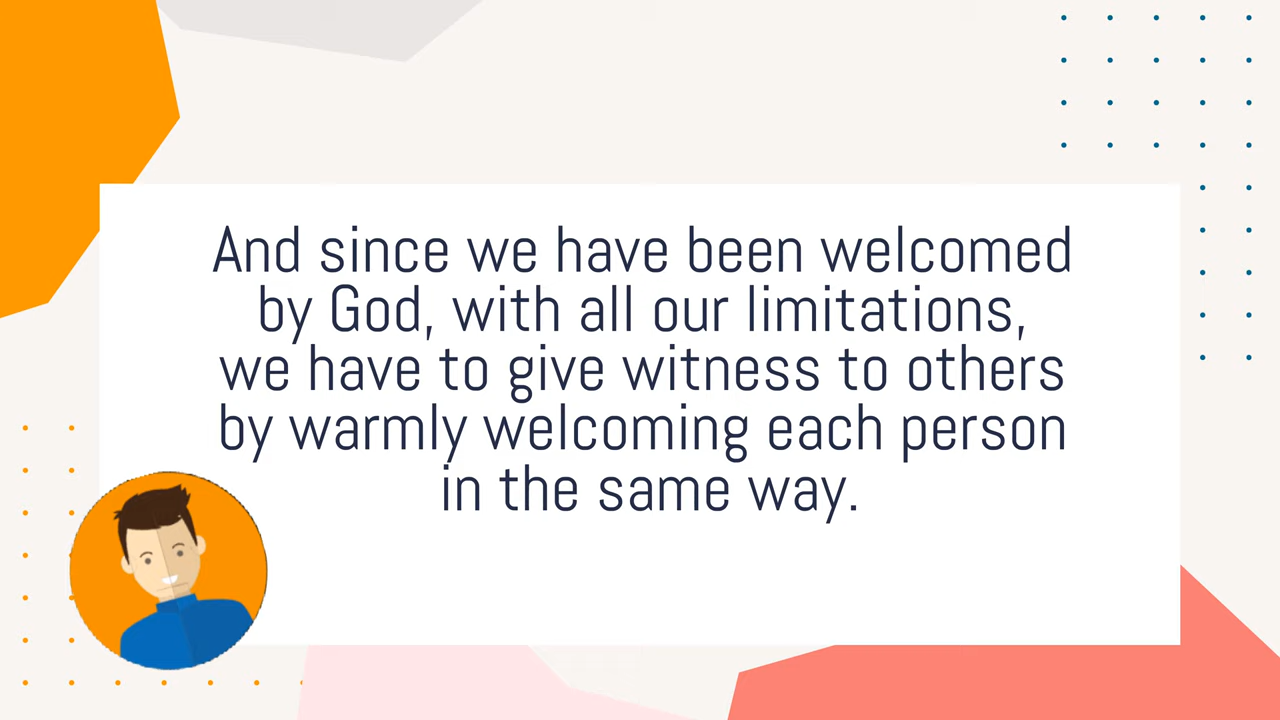 And since we have been welcomed
by God, with all our limitations,
we have to give witness to others
by warmly welcoming each person
in the same way.